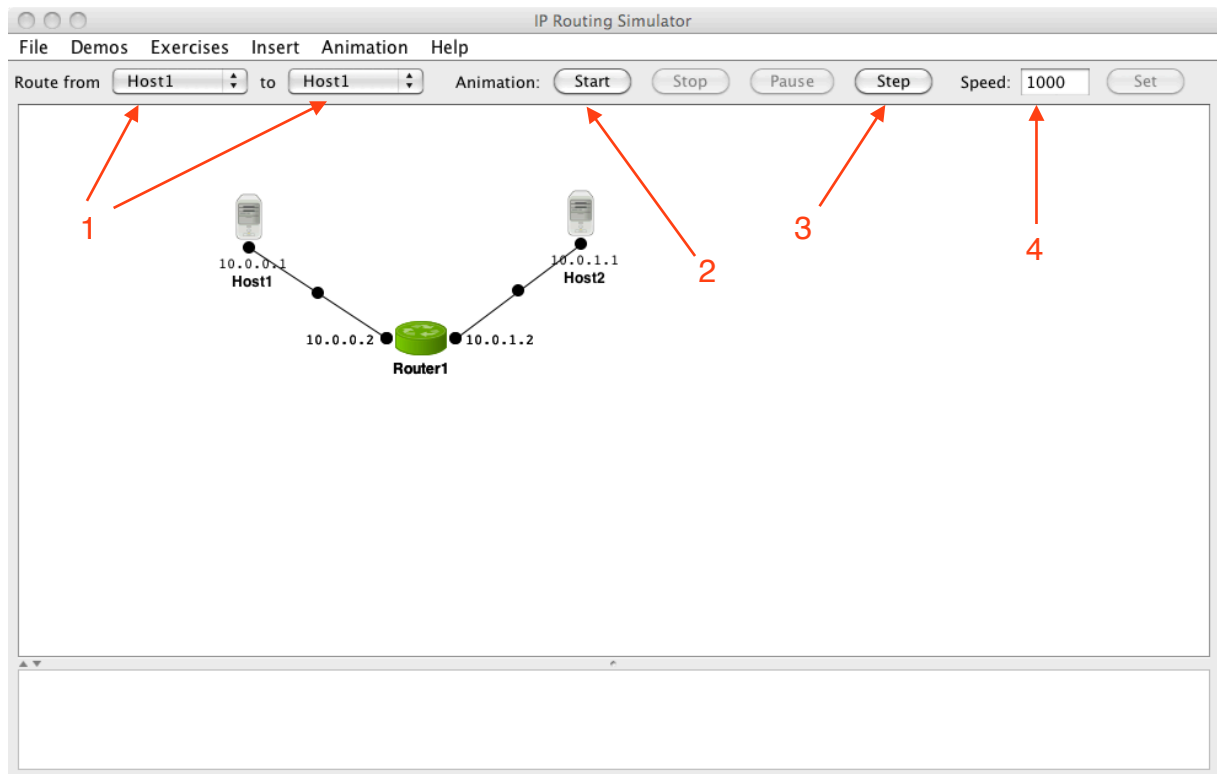 IP Routing Simulator
File Demos Exercises Insert Animation Help
Route from Host1 to Host1 Animation: Start Stop Pause Step Speed: 1000 Set
1
2
3
4
10.0.0.1
Host1
10.0.1.1
Host2
10.0.0.2
10.0.1.2
Router1